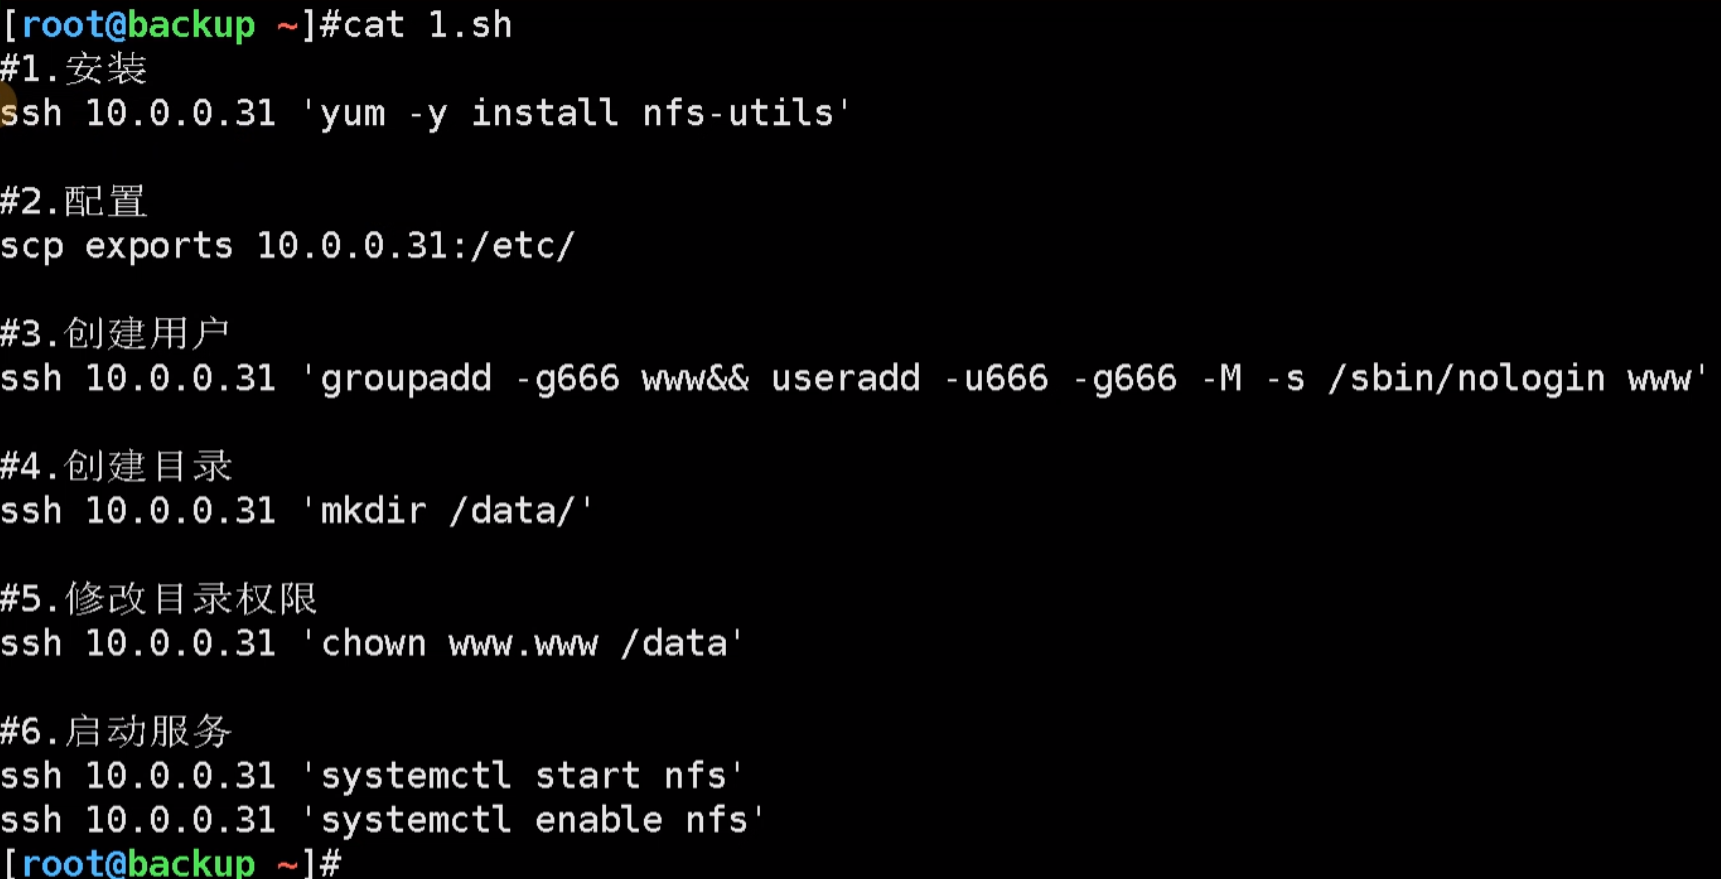 [root@backup ~]#cat 1.sh
#1.安装
ssh 10.0.0.31 'yum -y install nfs-utils'
#2.配置
scp exports 10.0.0.31:/etc/
#3.创建用户
ssh 10.0.0.31 'groupadd -g666 www&& useradd -u666 -g666 -M -s /sbin/nologin www'
#4.创建目录
ssh 10.0.0.31 'mkdir /data/'
#5.修改目录权限
ssh 10.0.0.31 'chown www.www /data'
#6.启动服务
ssh 10.0.0.31 'systemctl start nfs'
ssh 10.0.0.31 'systemctl enable nfs'
[root@backup ~]#